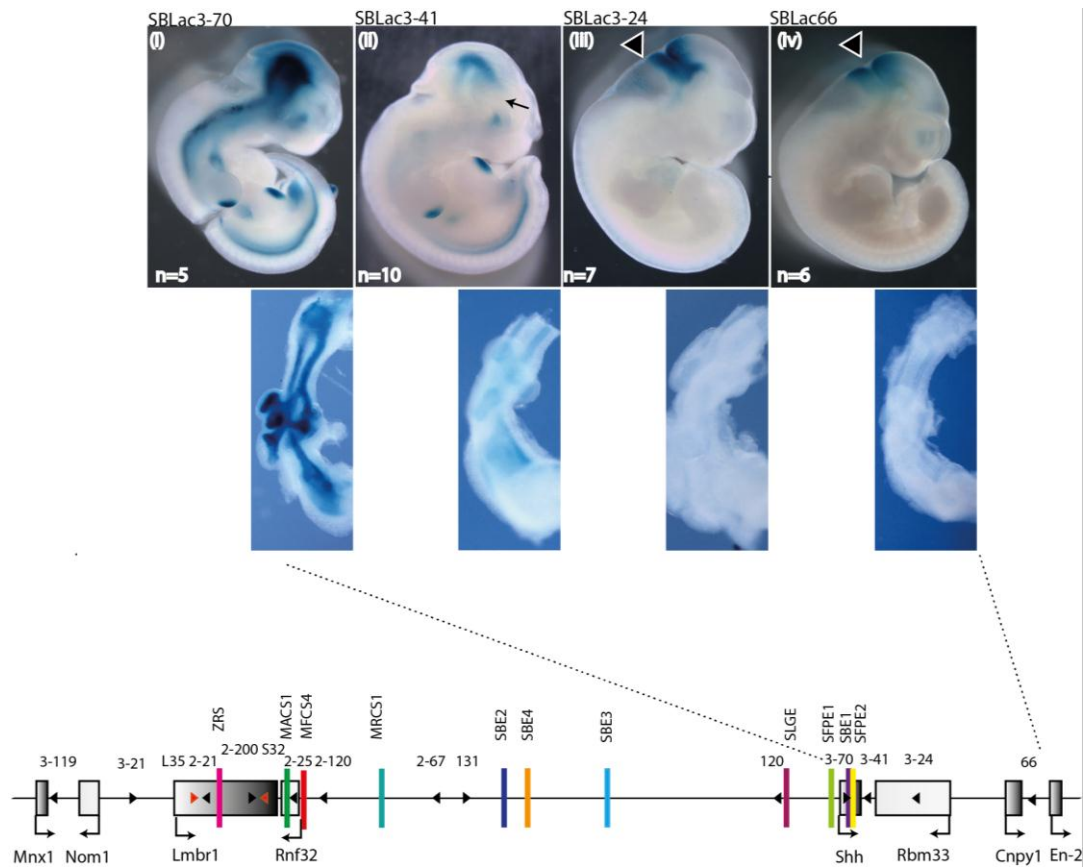 SBLac3-70 SBLac3-41 SBLac3-24 SBLac66
(i) (ii) (iii) (iv)
n=5 n=10 n=7 n=6
ZRS MACS1 MFCS4 MRCS1 SBE2 SBE4 SBE3 SLGE SFPE1 SBE1 SFPE2
2-200 S32
3-119 3-21 L35 2-21 2-25 2-120 2-67 131 120 3-70 3-41 3-24 66
Mnx1 Nom1 Lmbr1 Rnf32 Shh Rbm33 Cnpy1 En-2